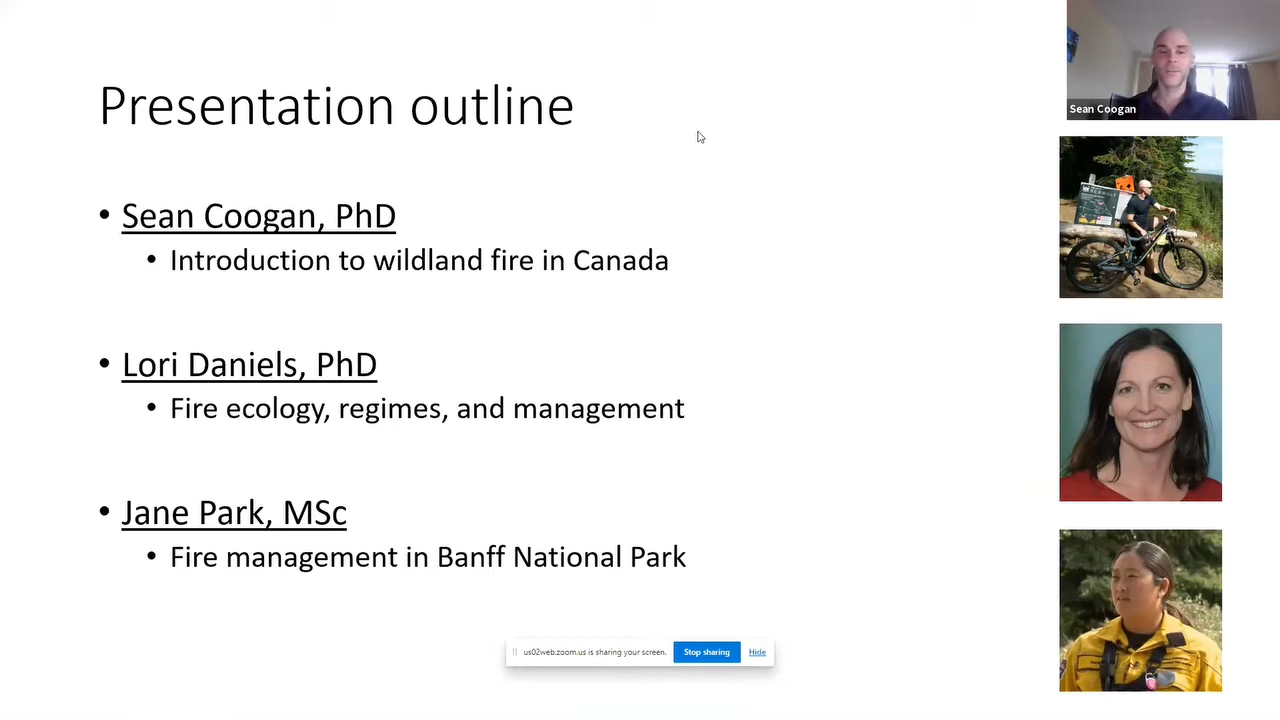 Presentation outline
Sean Coogan
• Sean Coogan, PhD
• Introduction to wildland fire in Canada
• Lori Daniels, PhD
• Fire ecology, regimes, and management
• Jane Park, MSc
• Fire management in Banff National Park
us02web.zoom.us is sharing your screen. Stop sharing Hide